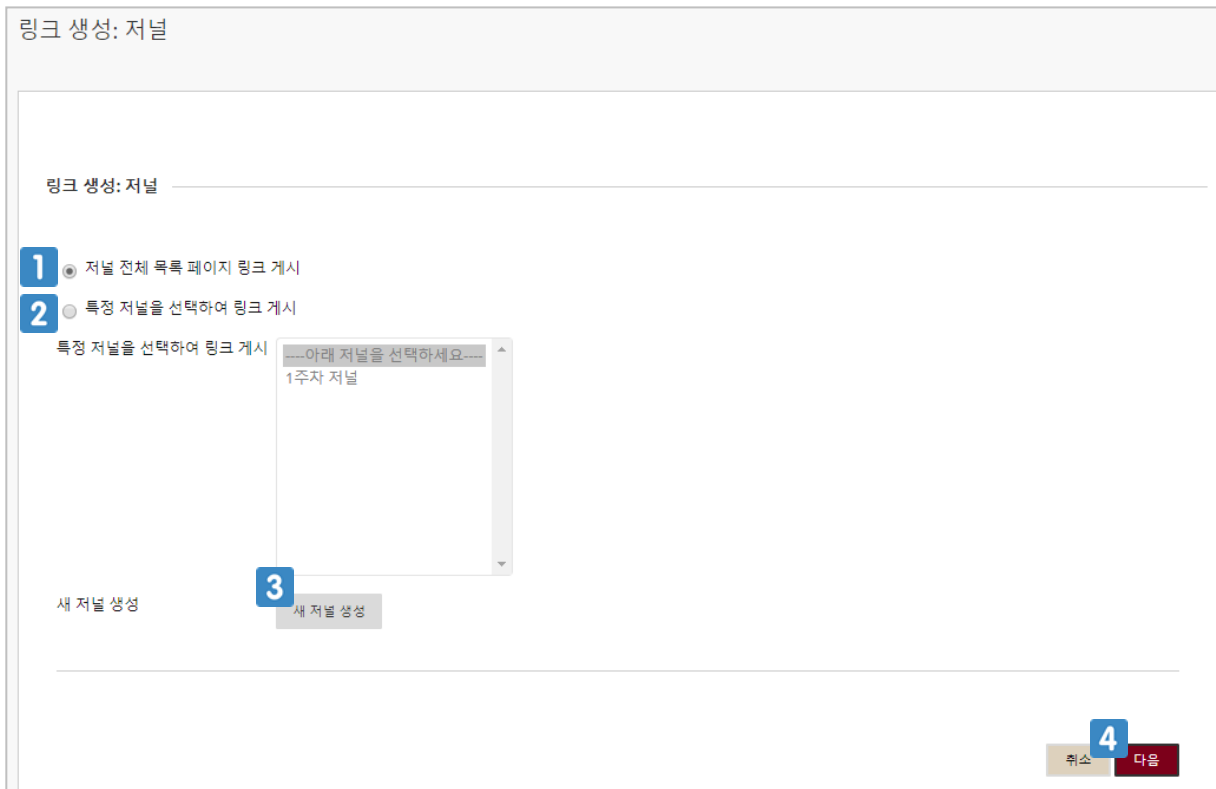 링크 생성: 저널
링크 생성: 저널
1 저널 전체 목록 페이지 링크 게시
2 특정 저널을 선택하여 링크 게시
특정 저널을 선택하여 링크 게시 ----아래 저널을 선택하세요----
1주차 저널
3
새 저널 생성 새 저널 생성
4
취소 다음